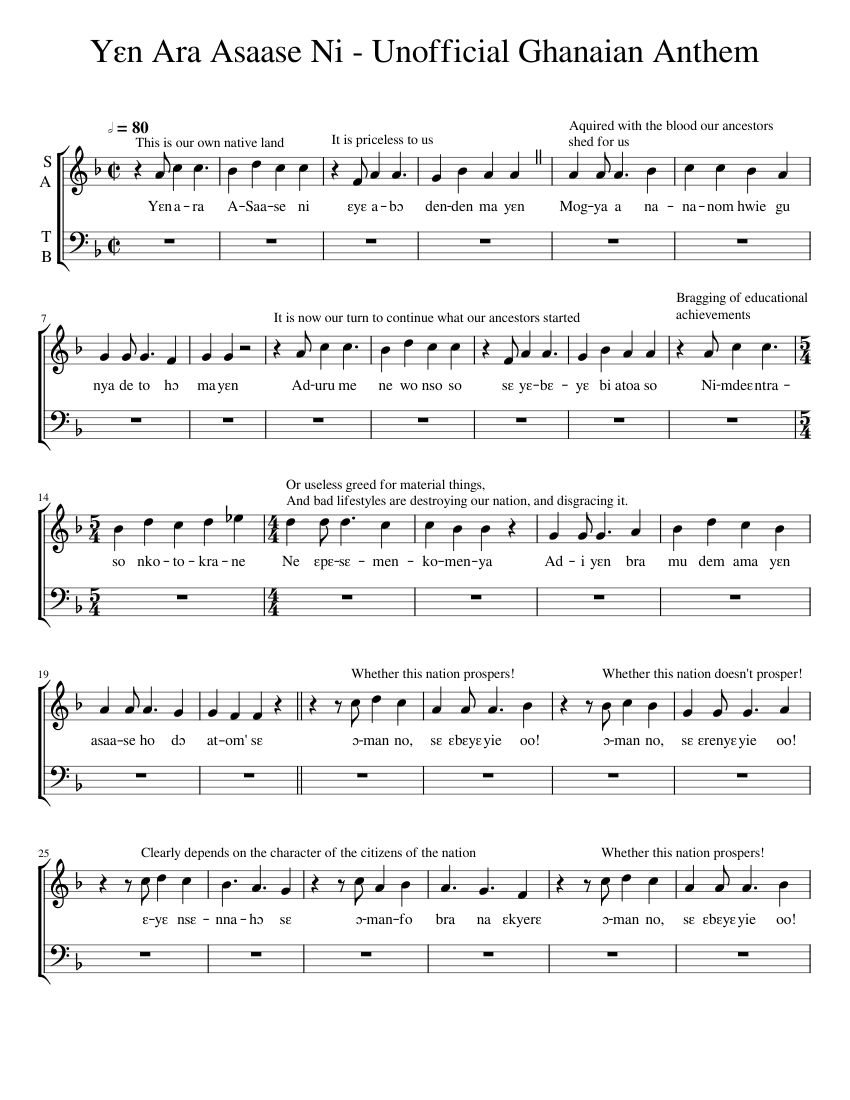 Yɛn Ara Asaase Ni - Unofficial Ghanaian Anthem
= 80
This is our own native land
It is priceless to us
Aquired with the blood our ancestors
shed for us
S
A
Yɛn a – ra A–Saa–se ni ɛyɛ a–bɔ den–den ma yɛn Mog–ya a na – na–nom hwie gu
T
B
7
It is now our turn to continue what our ancestors started
Bragging of educational
achievements
nya de to hɔ ma yɛn Ad–uru me ne wo nso so sɛ yɛ–bɛ – yɛ bi atoa so Ni–mdeɛntra –
5
4
14
Or useless greed for material things,
And bad lifestyles are destroying our nation, and disgracing it.
5
4
4
4
so nko–to–kra–ne Ne ɛpɛ–sɛ – men – ko–men–ya Ad – i yɛn bra mu dem ama yɛn
19
Whether this nation prospers!
Whether this nation doesn't prosper!
asaa–se ho dɔ at–om' sɛ ɔ–man no, sɛ ɛbɛyɛ yie oo! ɔ–man no, sɛ ɛrenyɛ yie oo!
25
Clearly depends on the character of the citizens of the nation
Whether this nation prospers!
ɛ–yɛ nsɛ – nna–hɔ sɛ ɔ–man–fo bra na ɛkyerɛ ɔ–man no, sɛ ɛbɛyɛ yie oo!